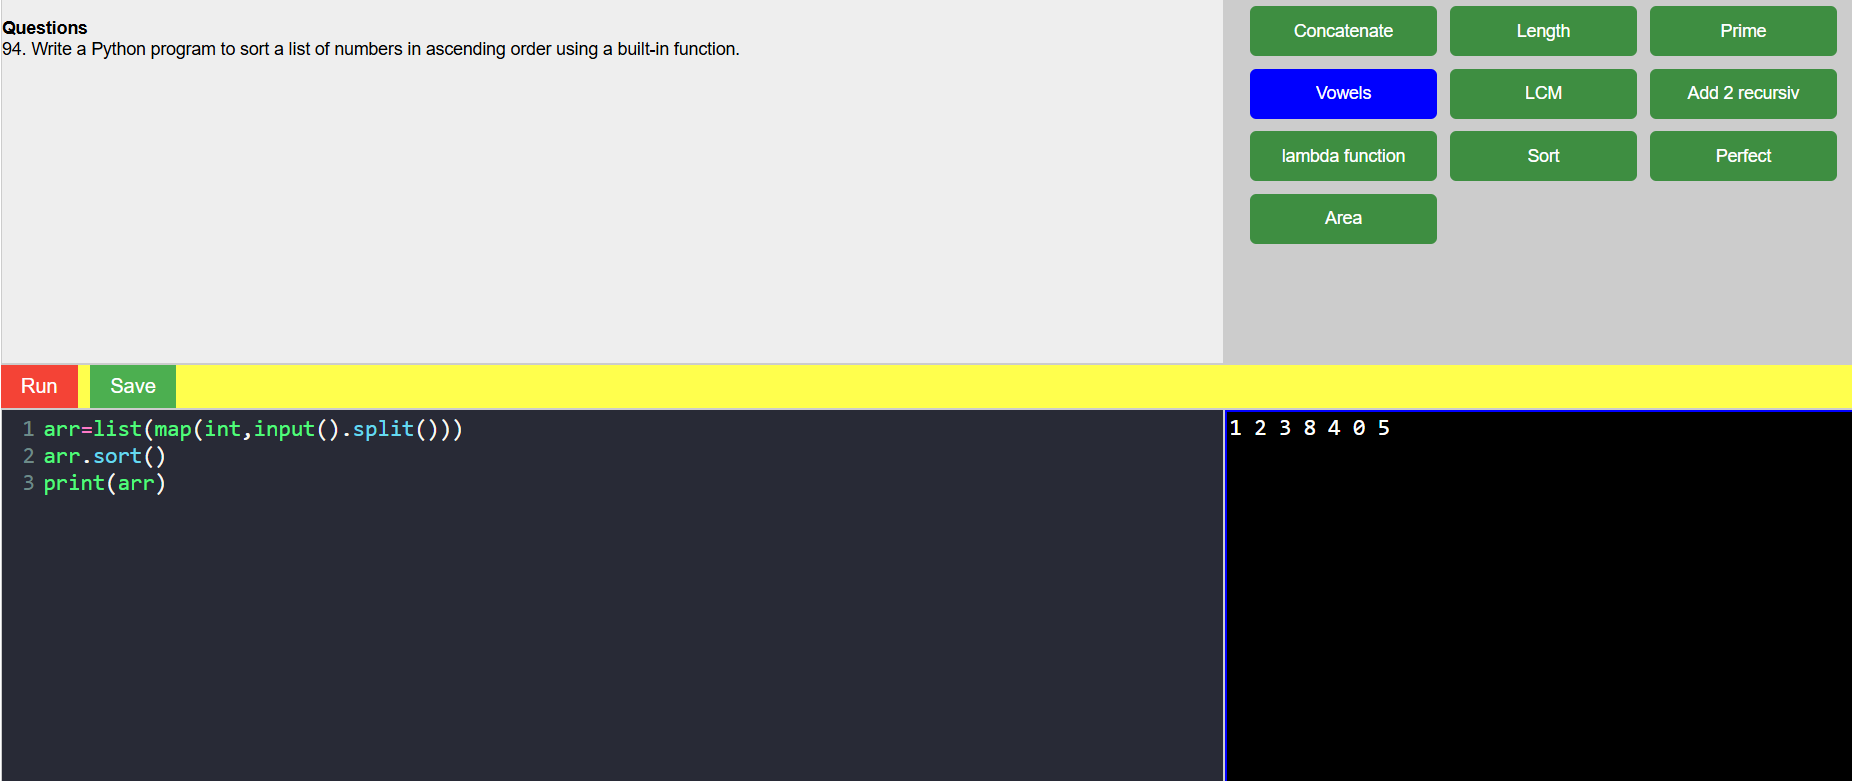 Questions
94. Write a Python program to sort a list of numbers in ascending order using a built-in function.
Concatenate
Length
Prime
Vowels
LCM
Add 2 recursiv
lambda function
Sort
Perfect
Area
Run
Save
1 arr=list(map(int,input().split()))
2 arr.sort()
3 print(arr)
1 2 3 8 4 0 5